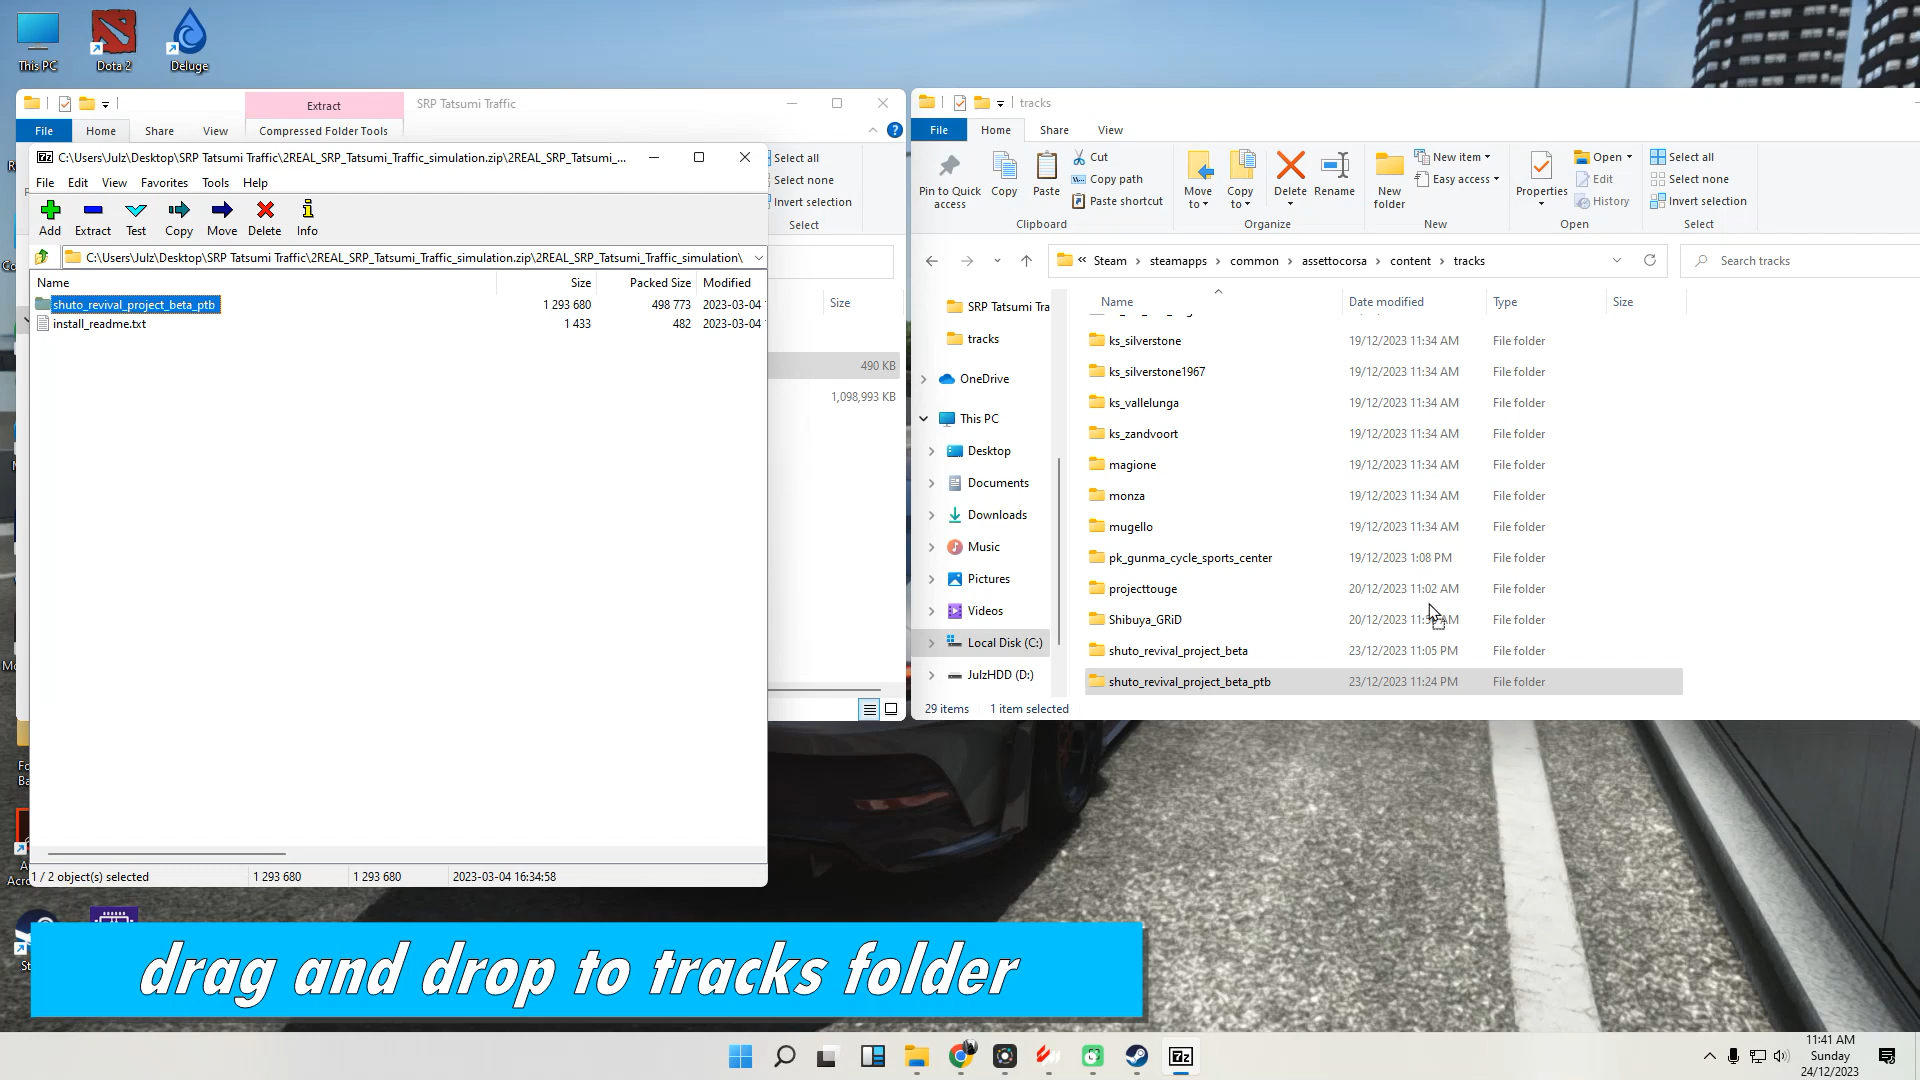 This PC
Dota 2
Deluge
Extract
SRP Tatsumi Traffic
File
Home
Share
View
Compressed Folder Tools
Select all
Select none
Invert selection
Select
Size
490 KB
1,098,993 KB
7z C:\Users\Julz\Desktop\SRP Tatsumi Traffic\2REAL_SRP_Tatsumi_Traffic_simulation.zip\2REAL_SRP_Tatsumi_...
File Edit View Favorites Tools Help
Add Extract Test Copy Move Delete Info
C:\Users\Julz\Desktop\SRP Tatsumi Traffic\2REAL_SRP_Tatsumi_Traffic_simulation.zip\2REAL_SRP_Tatsumi_Traffic_simulation\
Name Size Packed Size Modified
shuto_revival_project_beta_ptb 1 293 680 498 773 2023-03-04
install_readme.txt 1 433 482 2023-03-04
1 / 2 object(s) selected 1 293 680 1 293 680 2023-03-04 16:34:58
tracks
File Home Share View
Pin to Quick access
Copy
Paste
Cut
Copy path
Paste shortcut
Clipboard
Move to
Copy to
Delete
Rename
Organize
New folder
New item
Easy access
New
Properties
Open
Edit
History
Open
Select all
Select none
Invert selection
Select
« Steam > steamapps > common > assettocorsa > content > tracks
Search tracks
SRP Tatsumi Tra
tracks
OneDrive
This PC
Desktop
Documents
Downloads
Music
Pictures
Videos
Local Disk (C:)
JulzHDD (D:)
Name Date modified Type Size
ks_silverstone 19/12/2023 11:34 AM File folder
ks_silverstone1967 19/12/2023 11:34 AM File folder
ks_vallelunga 19/12/2023 11:34 AM File folder
ks_zandvoort 19/12/2023 11:34 AM File folder
magione 19/12/2023 11:34 AM File folder
monza 19/12/2023 11:34 AM File folder
mugello 19/12/2023 11:34 AM File folder
pk_gunma_cycle_sports_center 19/12/2023 1:08 PM File folder
projecttouge 20/12/2023 11:02 AM File folder
Shibuya_GRiD 20/12/2023 AM File folder
shuto_revival_project_beta 23/12/2023 11:05 PM File folder
shuto_revival_project_beta_ptb 23/12/2023 11:24 PM File folder
29 items 1 item selected
drag and drop to tracks folder
7z
11:41 AM
Sunday
24/12/2023